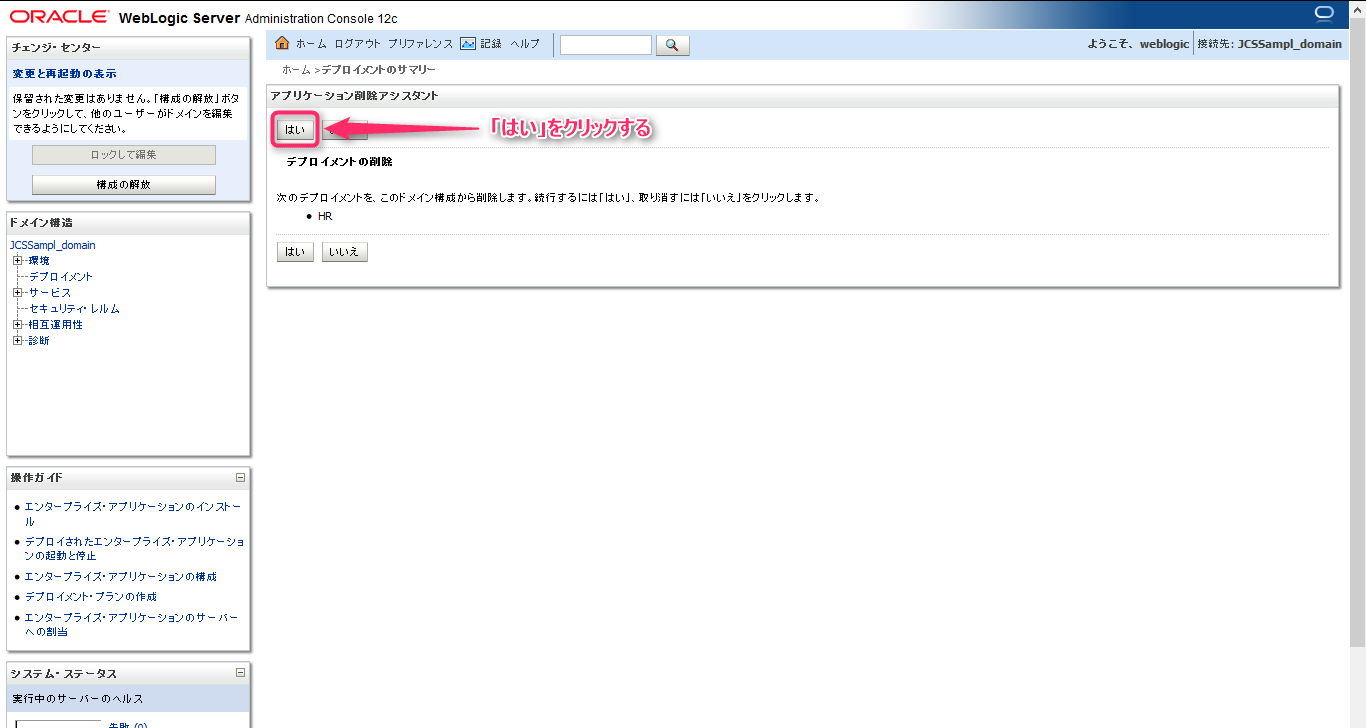 ORACLE WebLogic Server Administration Console 12c
チェンジ・センター
変更と再起動の表示
保留された変更はありません。「構成の解放」ボタ
ンをクリックして、他のユーザーがドメインを編集
できるようにしてください。
ロックして編集
構成の解放
ドメイン構造
JCSSampl_domain
環境
デプロイメント
サービス
セキュリティ・レルム
相互運用性
診断
操作ガイド
エンタープライズ・アプリケーションのインストー
ル
デプロイされたエンタープライズ・アプリケーショ
ンの起動と停止
エンタープライズ・アプリケーションの構成
デプロイメント・プランの作成
エンタープライズ・アプリケーションのサーバー
への割当
システム・ステータス
実行中のサーバーのヘルス
失敗 (0)
ホーム ログアウト プリファレンス 記録 ヘルプ
ようこそ、weblogic 接続先: JCSSampl_domain
ホーム >デプロイメントのサマリー
アプリケーション削除アシスタント
はい
「はい」をクリックする
デプロイメントの削除
次のデプロイメントを、このドメイン構成から削除します。続行するには「はい」、取り消すには「いいえ」をクリックします。
HR
はい いいえ